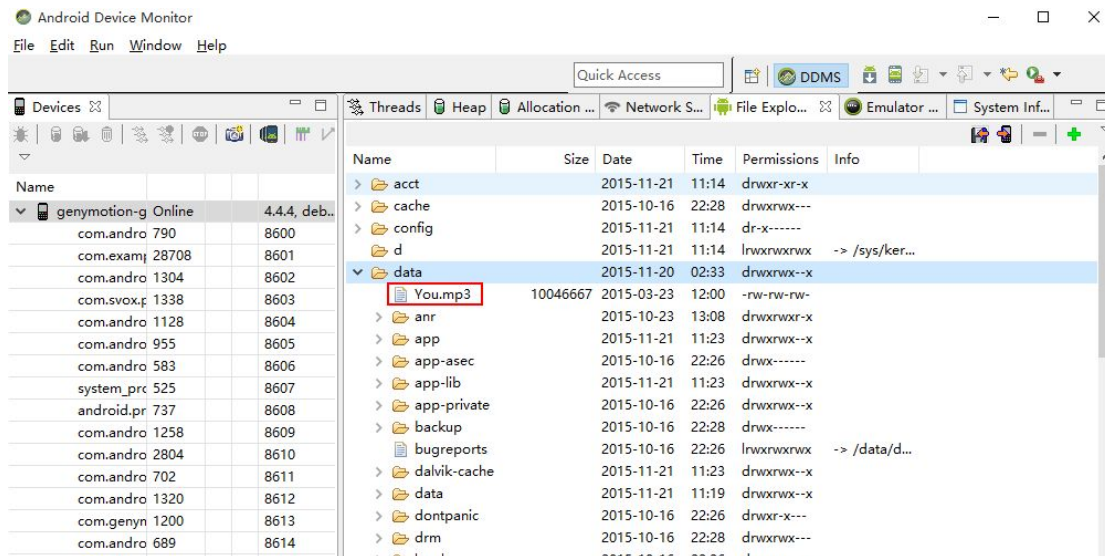 Android Device Monitor
File Edit Run Window Help
Quick Access
DDMS
Devices
Name
genymotion-g Online 4.4.4, deb..
com.andro 790 8600
com.examp 28708 8601
com.andro 1304 8602
com.svox.p 1338 8603
com.andro 1128 8604
com.andro 955 8605
com.andro 583 8606
system_pro 525 8607
android.pr 737 8608
com.andro 1258 8609
com.andro 2804 8610
com.andro 702 8611
com.andro 1320 8612
com.genyn 1200 8613
com.andro 689 8614
Threads Heap Allocation ... Network S... File Explo... Emulator ... System Inf...
Name Size Date Time Permissions Info
acct 2015-11-21 11:14 drwxr-xr-x
cache 2015-10-16 22:28 drwxrwx---
config 2015-11-21 11:14 dr-x------
d 2015-11-21 11:14 lrwxrwxrwx -> /sys/ker...
data 2015-11-20 02:33 drwxrwx--x
You.mp3 10046667 2015-03-23 12:00 -rw-rw-rw-
anr 2015-10-23 13:08 drwxrwxr-x
app 2015-11-21 11:23 drwxrwx--x
app-asec 2015-10-16 22:26 drwx------
app-lib 2015-11-21 11:23 drwxrwx--x
app-private 2015-10-16 22:26 drwxrwx--x
backup 2015-10-16 22:28 drwx------
bugreports 2015-10-16 22:26 lrwxrwxrwx -> /data/d...
dalvik-cache 2015-11-21 11:23 drwxrwx--x
data 2015-11-21 11:19 drwxrwx--x
dontpanic 2015-10-16 22:26 drwxr-x---
drm 2015-10-16 22:28 drwxrwx---